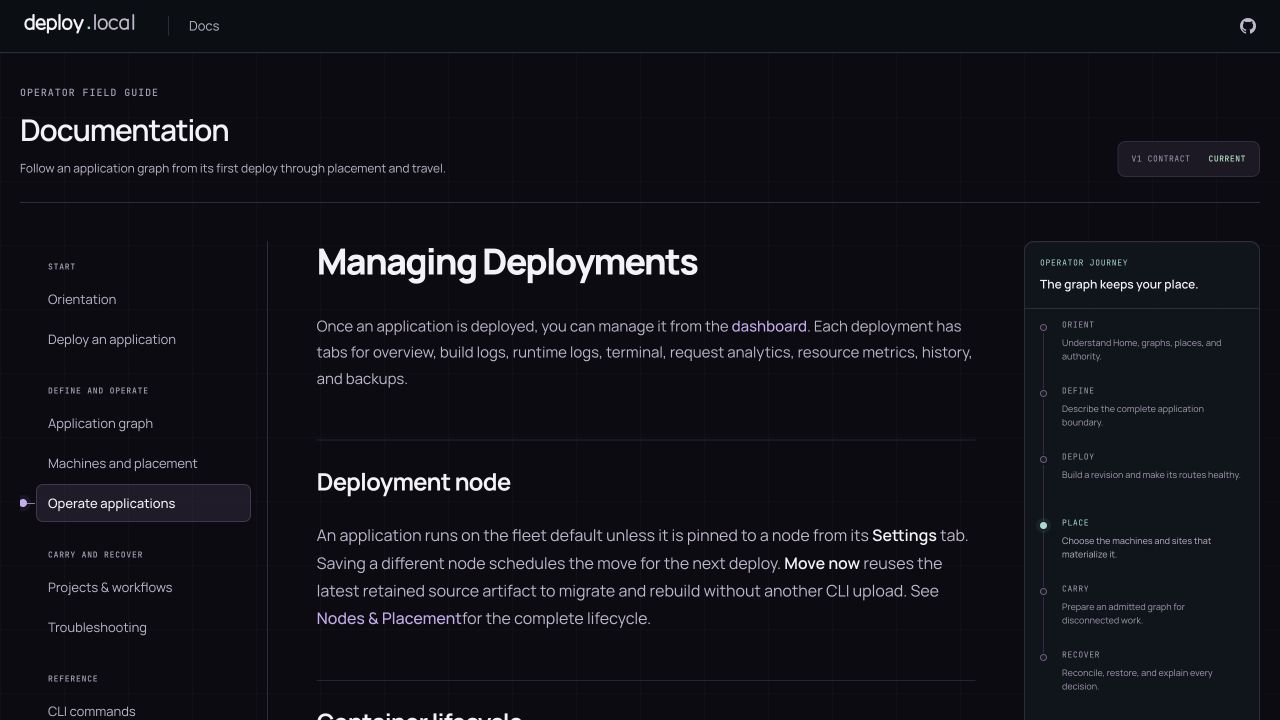 deploy.local
Docs
OPERATOR FIELD GUIDE
Documentation
Follow an application graph from its first deploy through placement and travel.
V1 CONTRACT CURRENT
START
Orientation
Deploy an application
DEFINE AND OPERATE
Application graph
Machines and placement
Operate applications
CARRY AND RECOVER
Projects & workflows
Troubleshooting
REFERENCE
CLI commands
Managing Deployments
Once an application is deployed, you can manage it from the dashboard. Each deployment has
tabs for overview, build logs, runtime logs, terminal, request analytics, resource metrics, history,
and backups.
Deployment node
An application runs on the fleet default unless it is pinned to a node from its Settings tab.
Saving a different node schedules the move for the next deploy. Move now reuses the
latest retained source artifact to migrate and rebuild without another CLI upload. See
Nodes & Placementfor the complete lifecycle.
Container lifecycle
OPERATOR JOURNEY
The graph keeps your place.
ORIENT
Understand Home, graphs, places, and
authority.
DEFINE
Describe the complete application
boundary.
DEPLOY
Build a revision and make its routes healthy.
PLACE
Choose the machines and sites that
materialize it.
CARRY
Prepare an admitted graph for
disconnected work.
RECOVER
Reconcile, restore, and explain every
decision.